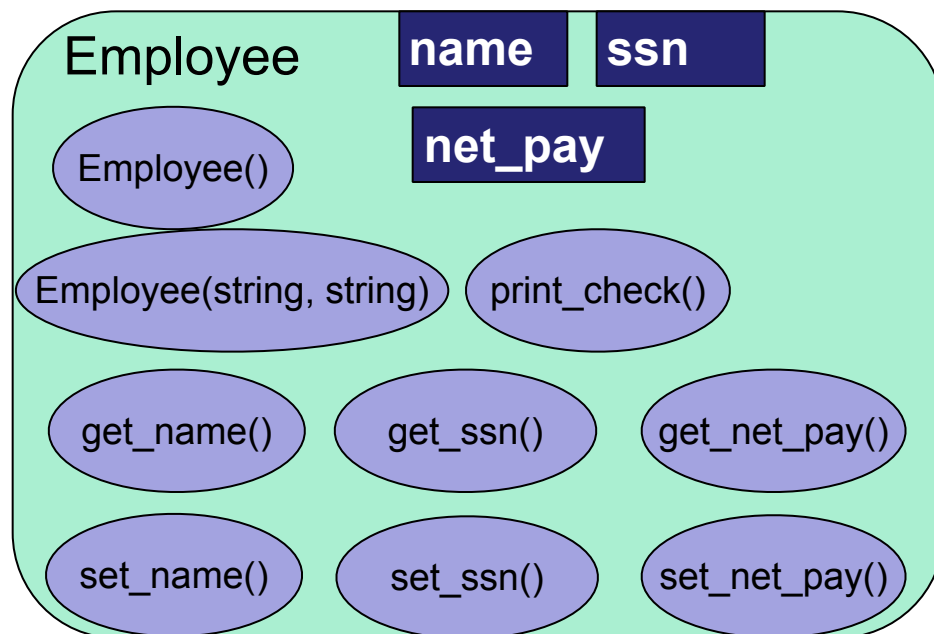 Employee
name
ssn
net_pay
Employee()
Employee(string, string)
print_check()
get_name()
get_ssn()
get_net_pay()
set_name()
set_ssn()
set_net_pay()